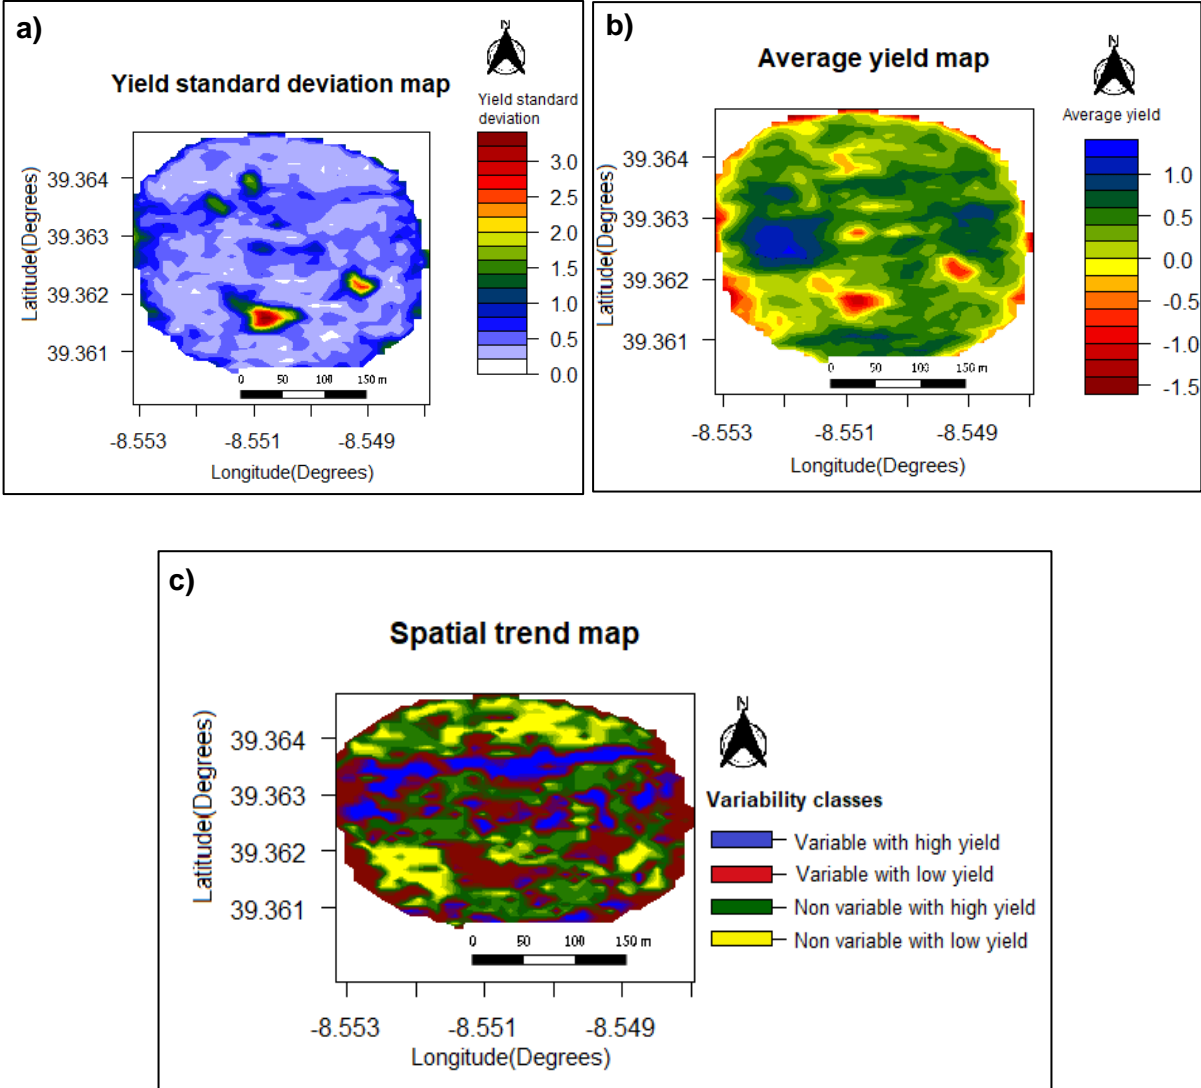 a)
N
Yield standard deviation map
Yield standard
deviation
3.0
2.5
2.0
1.5
1.0
0.5
0.0
Latitude(Degrees)
39.364
39.363
39.362
39.361
0 50 100 150 m
-8.553 -8.551 -8.549
Longitude(Degrees)
b)
N
Average yield map
Average yield
1.0
0.5
0.0
-0.5
-1.0
-1.5
Latitude(Degrees)
39.364
39.363
39.362
39.361
0 50 100 150 m
-8.553 -8.551 -8.549
Longitude(Degrees)
c)
Spatial trend map
N
Latitude(Degrees)
39.364
39.363
39.362
39.361
Variability classes
Variable with high yield
Variable with low yield
Non variable with high yield
Non variable with low yield
0 50 100 150 m
-8.553 -8.551 -8.549
Longitude(Degrees)